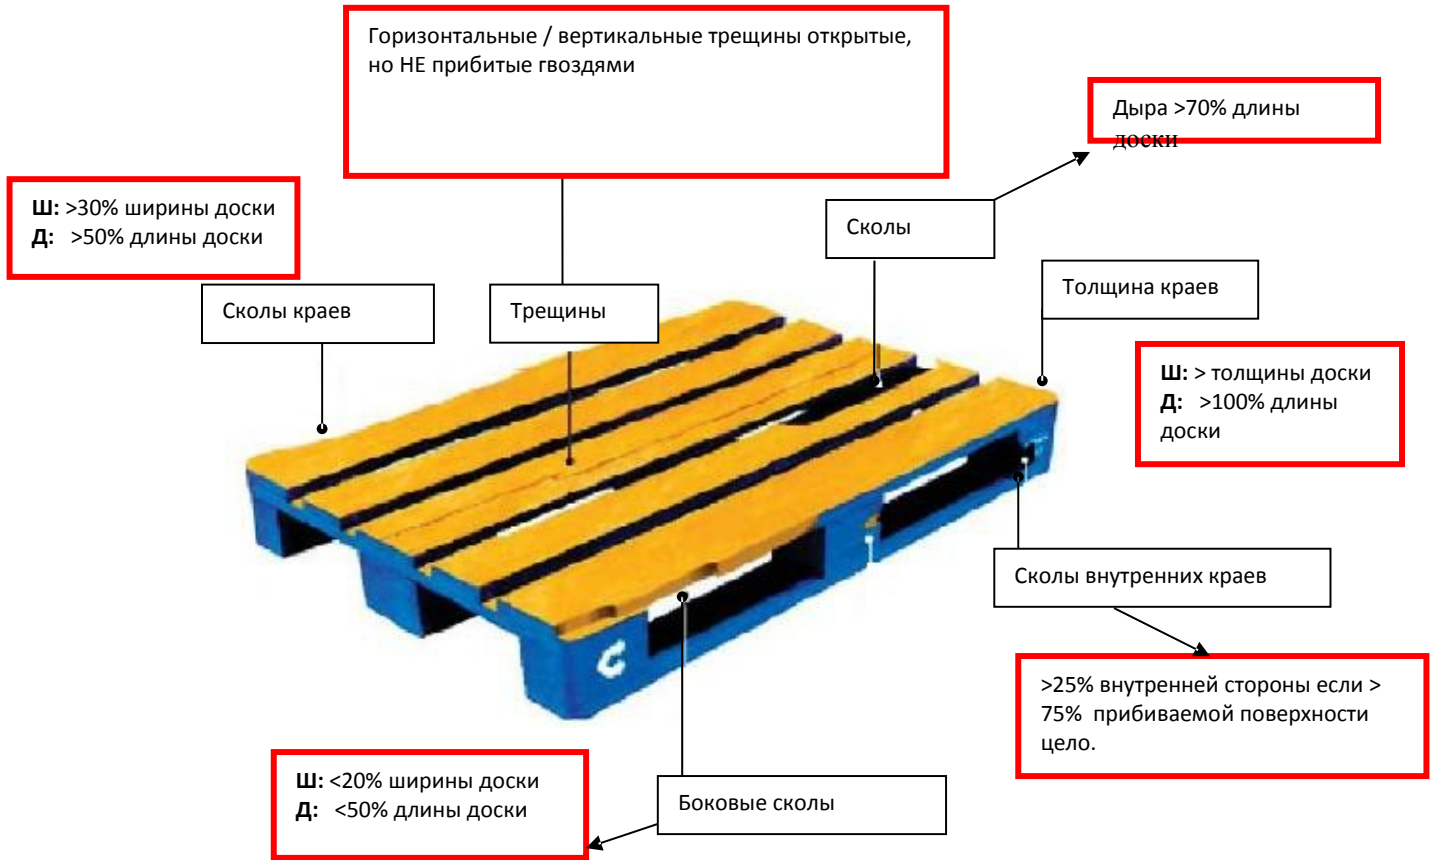 Горизонтальные / вертикальные трещины открытые,
но НЕ прибитые гвоздями
Дыра >70% длины
доски
Ш: >30% ширины доски
Д: >50% длины доски
Сколы
Сколы краев
Трещины
Толщина краев
Ш: > толщины доски
Д: >100% длины
доски
Сколы внутренних краев
>25% внутренней стороны если >
75% прибиваемой поверхности
цело.
Ш: <20% ширины доски
Д: <50% длины доски
Боковые сколы